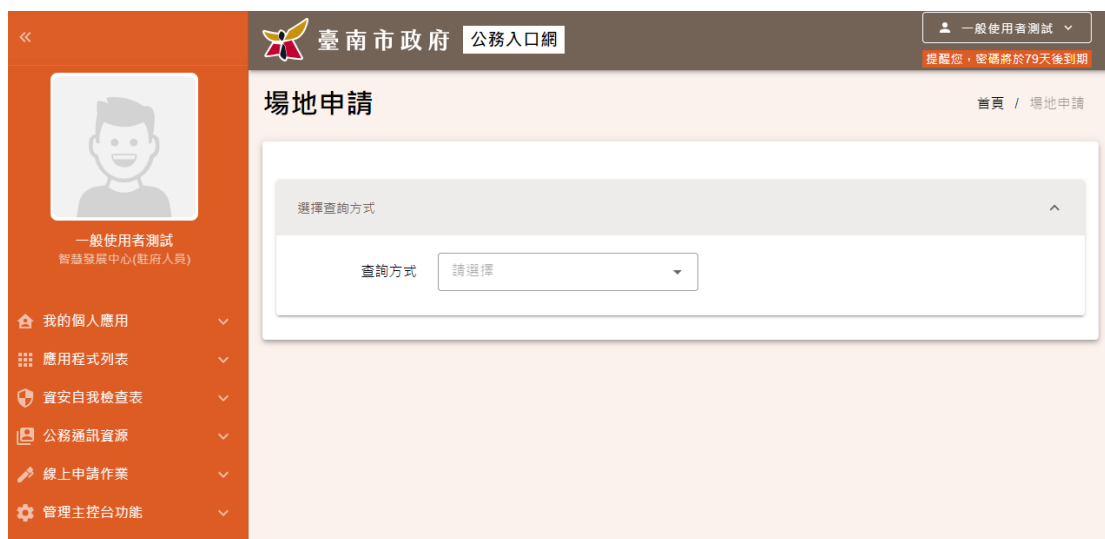 臺南市政府 公務入口網
一般使用者測試
提醒您，密碼將於79天後到期
一般使用者測試
智慧發展中心(駐府人員)
我的個人應用
應用程式列表
資安自我檢查表
公務通訊資源
線上申請作業
管理主控台功能
場地申請
首頁 / 場地申請
選擇查詢方式
查詢方式 請選擇